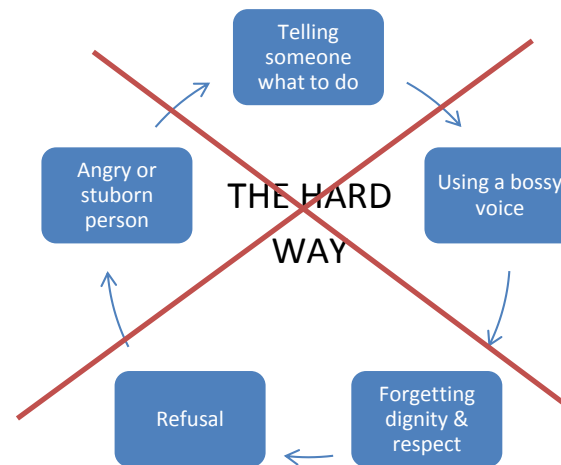 Telling
someone
what to do
Using a bossy
voice
Forgetting
dignity &
respect
Refusal
Angry or
stuborn
person
THE HARD
WAY